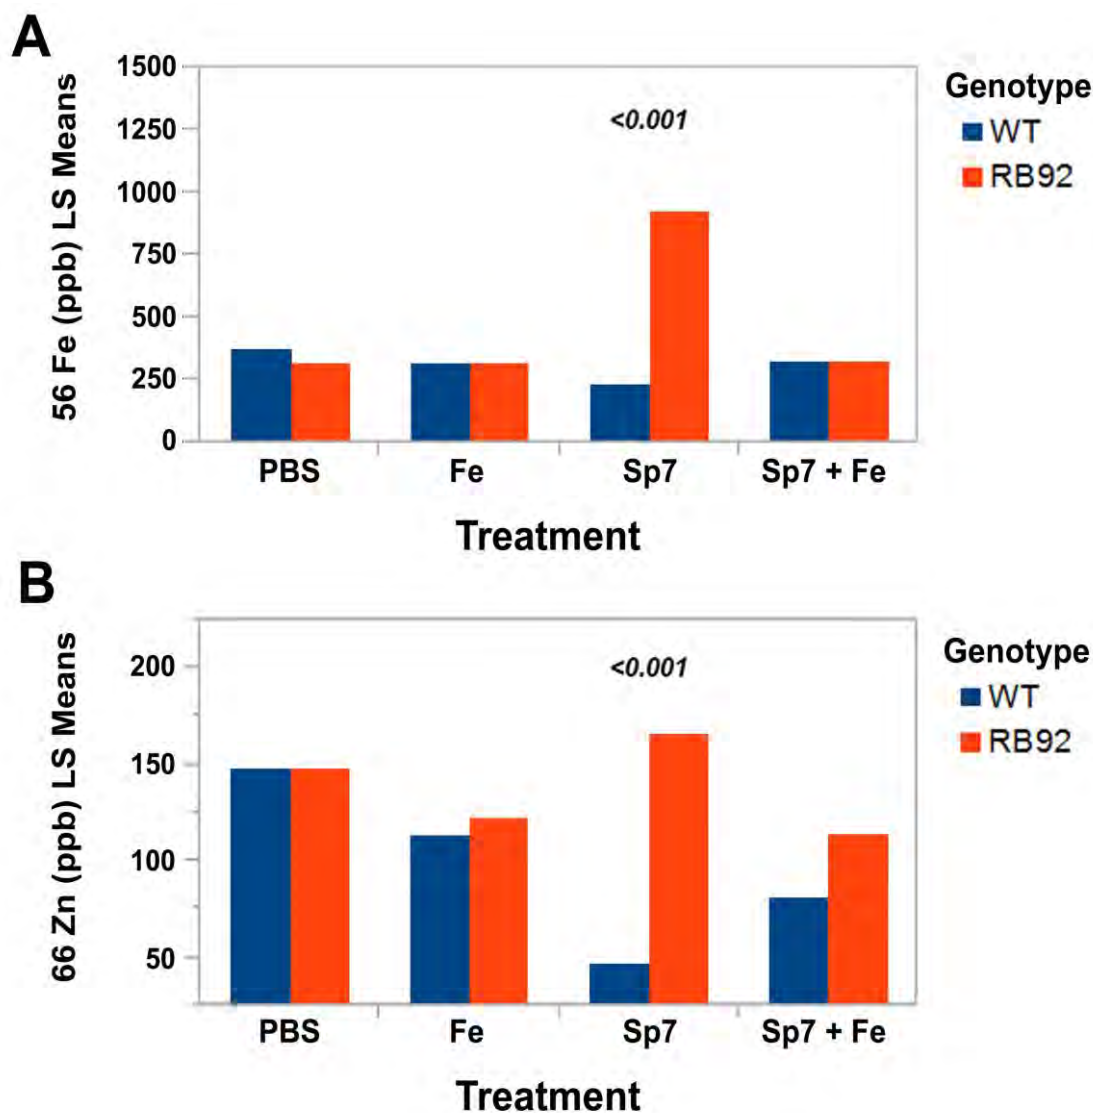 A
56 Fe (ppb) LS Means
1500
1250
1000
750
500
250
0
<0.001
Genotype
WT
RB92
PBS
Fe
Sp7
Sp7 + Fe
Treatment
B
66 Zn (ppb) LS Means
200
150
100
50
<0.001
Genotype
WT
RB92
PBS
Fe
Sp7
Sp7 + Fe
Treatment